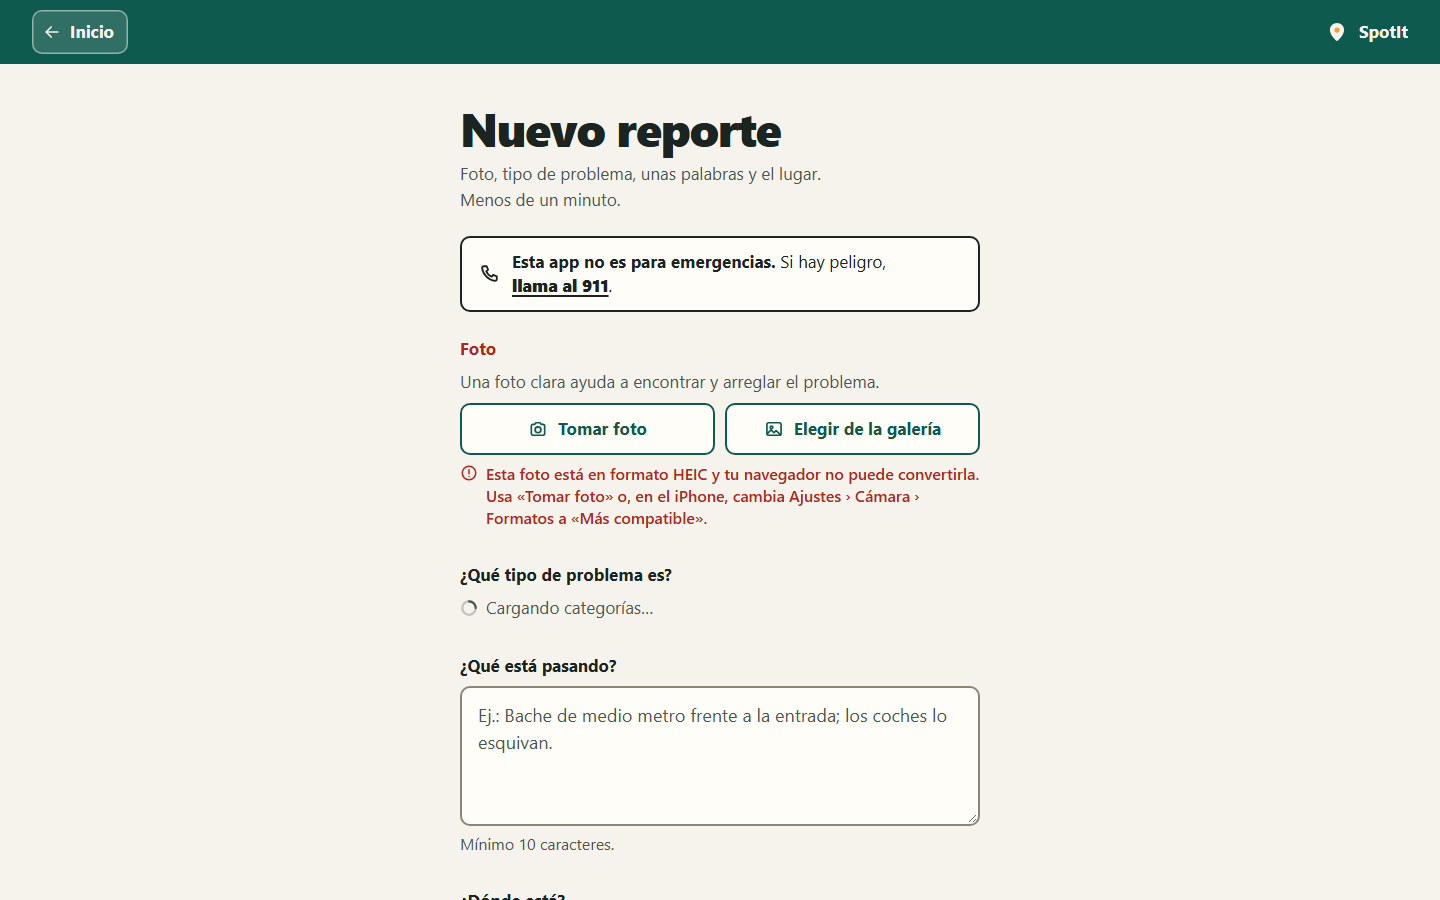 Inicio
SpotIt
Nuevo reporte
Foto, tipo de problema, unas palabras y el lugar.
Menos de un minuto.
Esta app no es para emergencias. Si hay peligro,
llama al 911.
Foto
Una foto clara ayuda a encontrar y arreglar el problema.
Tomar foto
Elegir de la galería
Esta foto está en formato HEIC y tu navegador no puede convertirla.
Usa «Tomar foto» o, en el iPhone, cambia Ajustes › Cámara ›
Formatos a «Más compatible».
¿Qué tipo de problema es?
Cargando categorías…
¿Qué está pasando?
Ej.: Bache de medio metro frente a la entrada; los coches lo
esquivan.
Mínimo 10 caracteres.
¿Dónde está?